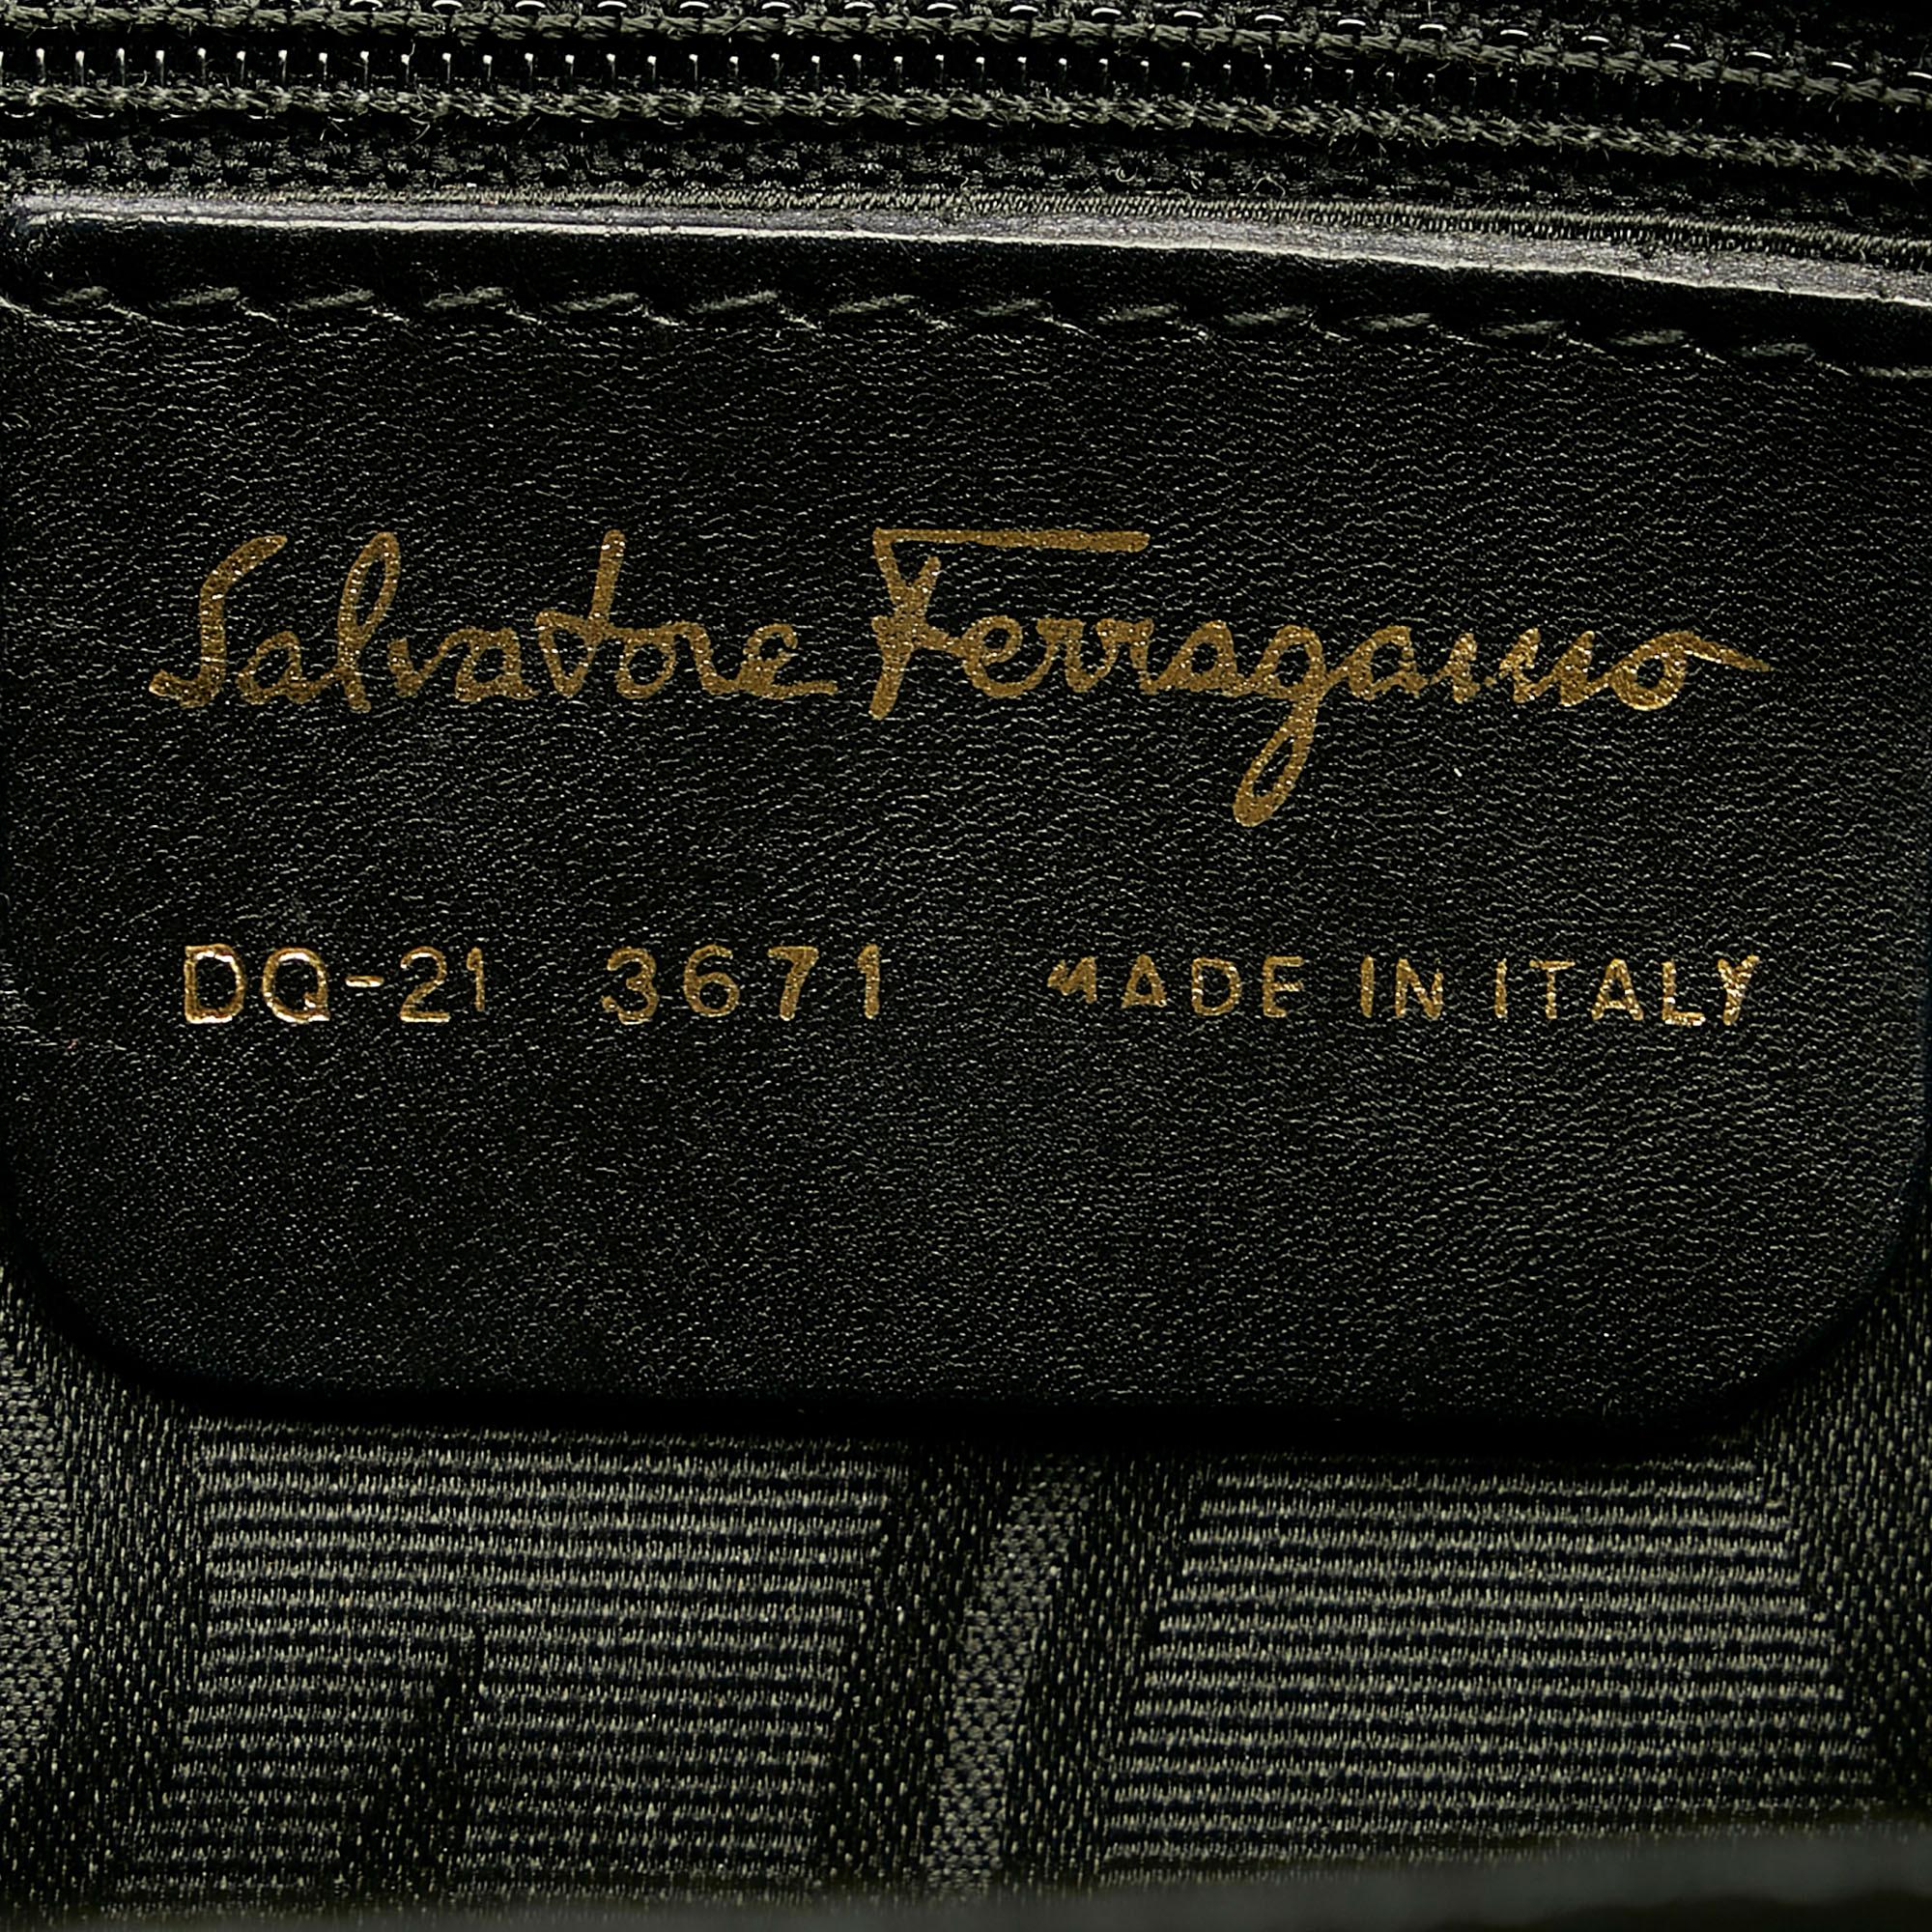 Salvatore Ferragamo
DQ-21 3671 MADE IN ITALY